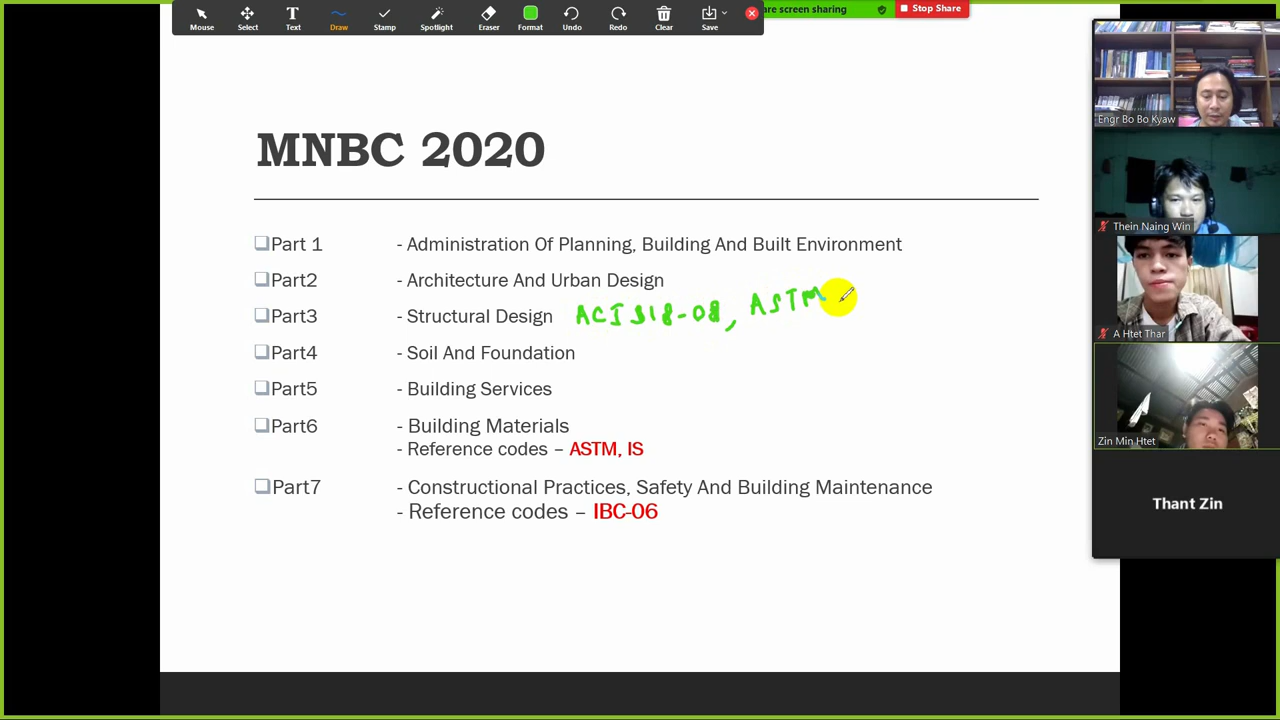 Mouse Select Text Draw Stamp Spotlight Eraser Format Undo Redo Clear Save
are screen sharing Stop Share
MNBC 2020
Part 1 - Administration Of Planning, Building And Built Environment
Part2 - Architecture And Urban Design
Part3 - Structural Design ACI 318-08, ASTM
Part4 - Soil And Foundation
Part5 - Building Services
Part6 - Building Materials
- Reference codes – ASTM, IS
Part7 - Constructional Practices, Safety And Building Maintenance
- Reference codes – IBC-06
Engr Bo Bo Kyaw
Thein Naing Win
A Htet Thar
Zin Min Htet
Thant Zin